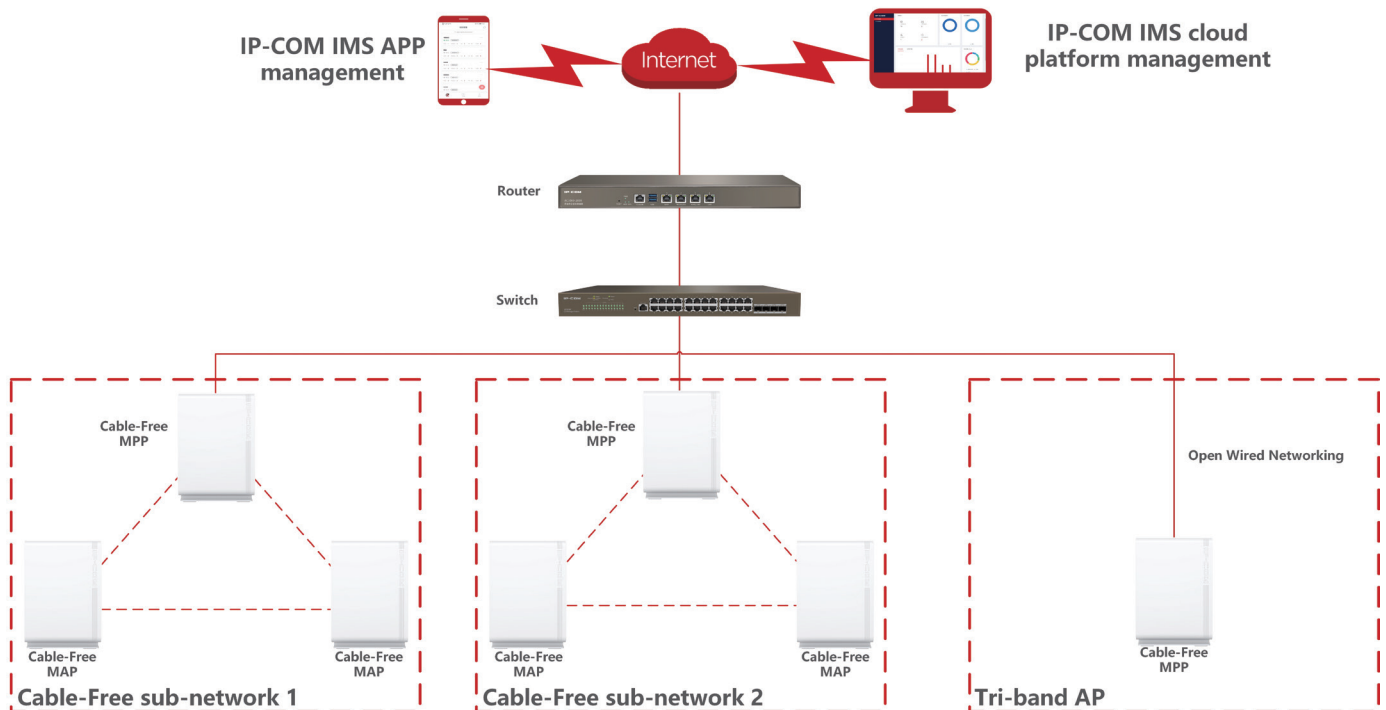 IP-COM IMS APP
management
Internet
IP-COM IMS cloud
platform management
Router
Switch
Cable-Free
MPP
Cable-Free
MPP
Open Wired Networking
Cable-Free
MAP
Cable-Free
MAP
Cable-Free
MAP
Cable-Free
MAP
Cable-Free
MPP
Cable-Free sub-network 1
Cable-Free sub-network 2
Tri-band AP